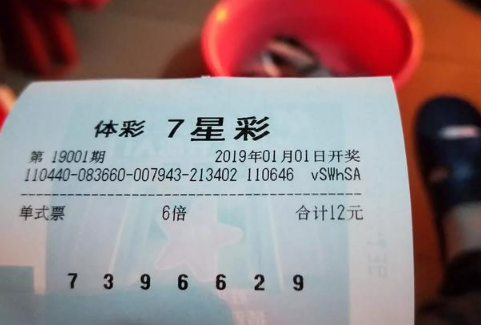 体彩 7星彩
第 19001期 2019年01月01日开奖
110440-083660-007943-213402 110646 vSWhSA
单式票 6倍 合计12元
7 3 9 6 6 2 9